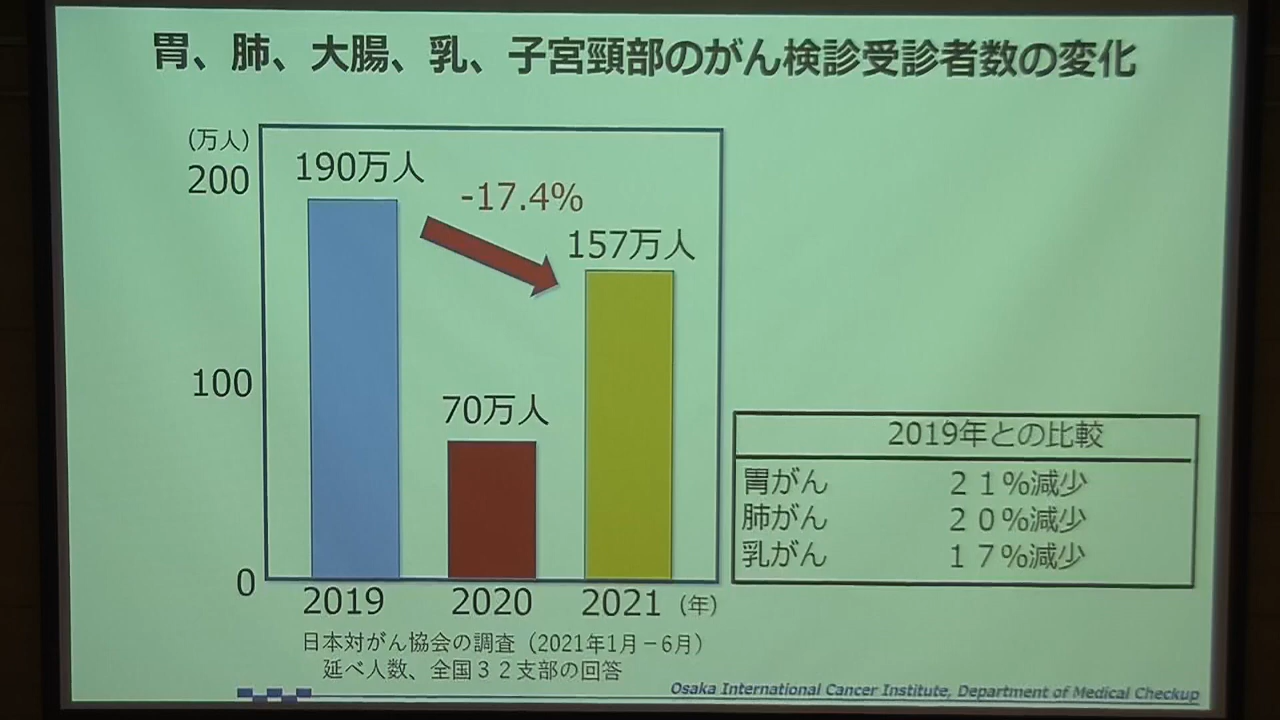 胃、肺、大腸、乳、子宮頸部のがん検診受診者数の変化
(万人)
200
190万人
-17.4%
157万人
100
70万人
0
2019 2020 2021 (年)
2019年との比較
胃がん ２１%減少
肺がん ２０%減少
乳がん １７%減少
日本対がん協会の調査（2021年1月－6月）
延べ人数、全国３２支部の回答
Osaka International Cancer Institute, Department of Medical Checkup